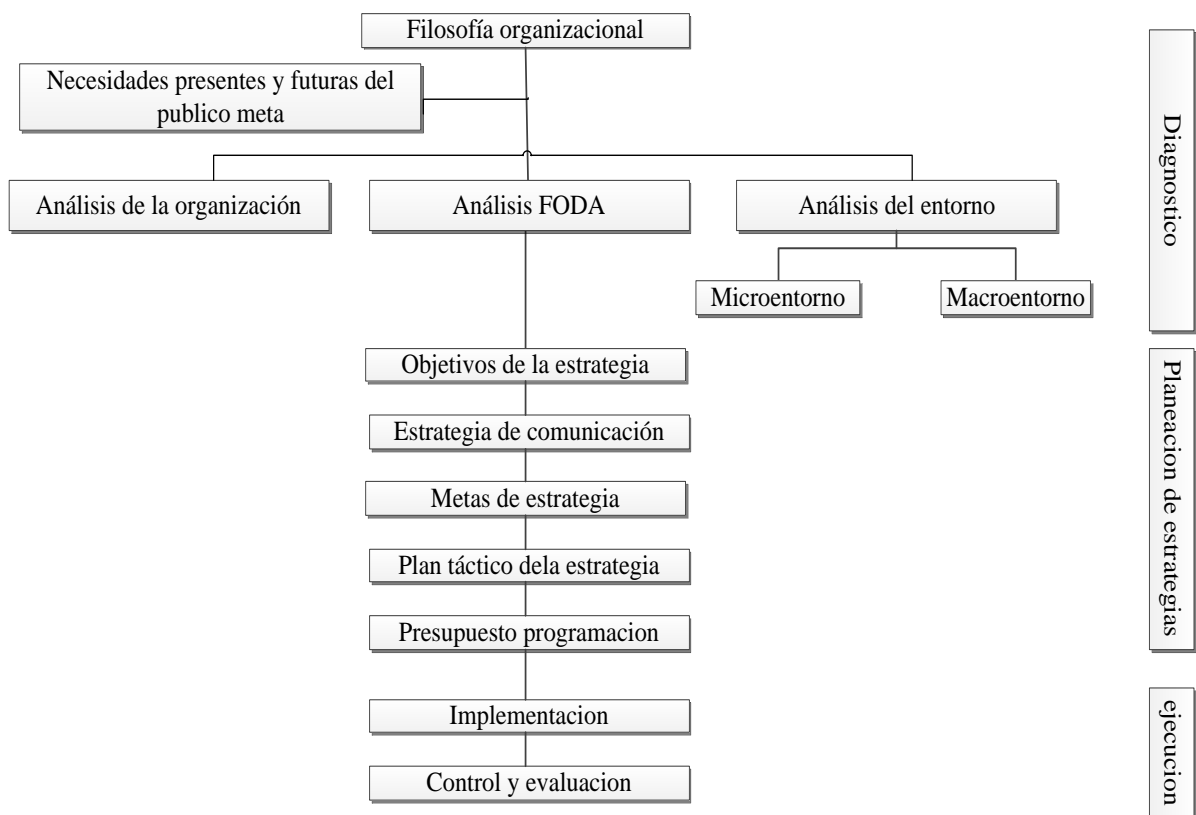 Filosofía organizacional
Necesidades presentes y futuras del
publico meta
Análisis de la organización
Análisis FODA
Análisis del entorno
Microentorno
Macroentorno
Diagnostico
Objetivos de la estrategia
Estrategia de comunicación
Metas de estrategia
Plan táctico dela estrategia
Presupuesto programacion
Planeacion de estrategias
Implementacion
Control y evaluacion
ejecucion